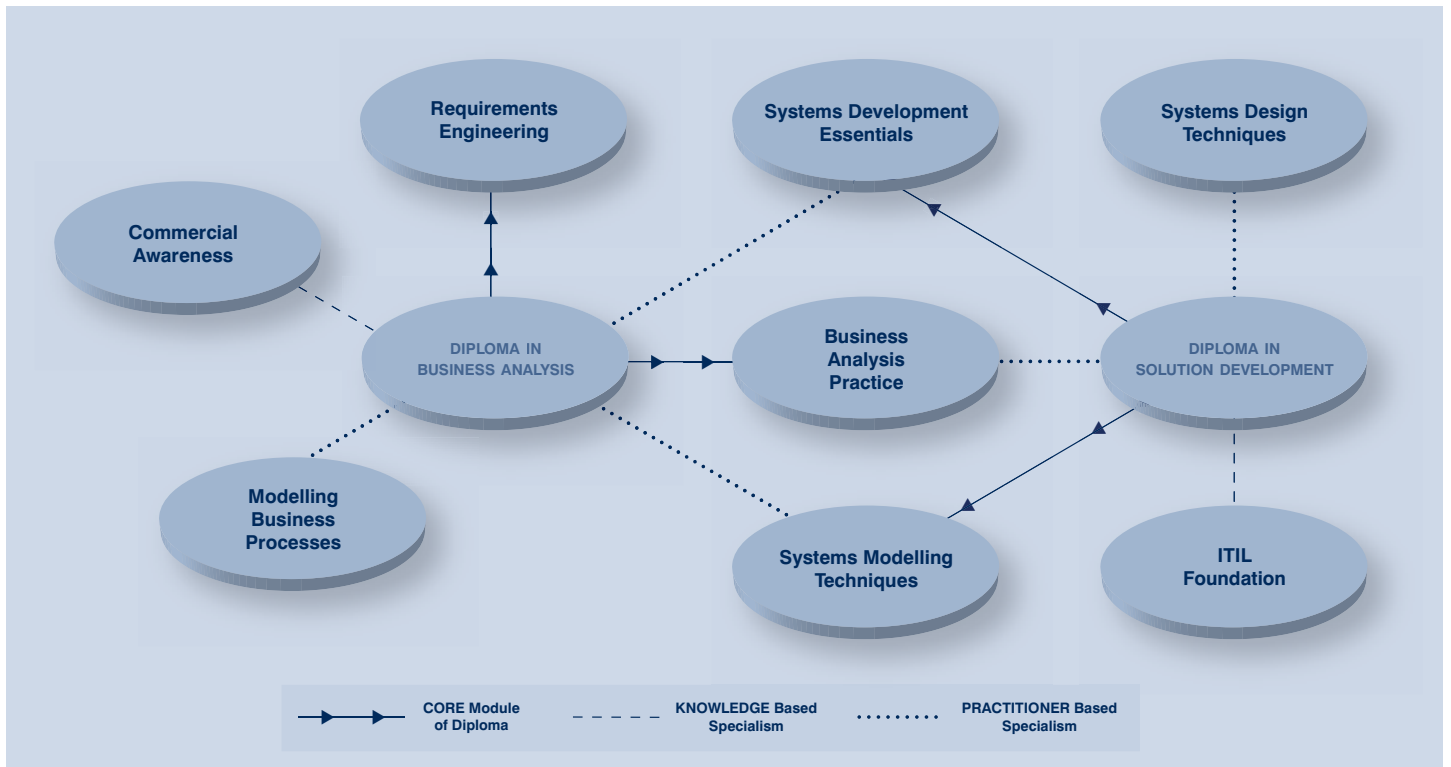 Requirements
Engineering
Systems Development
Essentials
Systems Design
Techniques
Commercial
Awareness
DIPLOMA IN
BUSINESS ANALYSIS
Business
Analysis
Practice
DIPLOMA IN
SOLUTION DEVELOPMENT
Modelling
Business
Processes
Systems Modelling
Techniques
ITIL
Foundation
CORE Module
of Diploma
KNOWLEDGE Based
Specialism
PRACTITIONER Based
Specialism